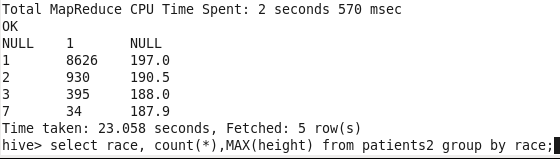 Total MapReduce CPU Time Spent: 2 seconds 570 msec
OK
NULL    1       NULL
1       8626    197.0
2       930     190.5
3       395     188.0
7       34      187.9
Time taken: 23.058 seconds, Fetched: 5 row(s)
hive> select race, count(*),MAX(height) from patients2 group by race;